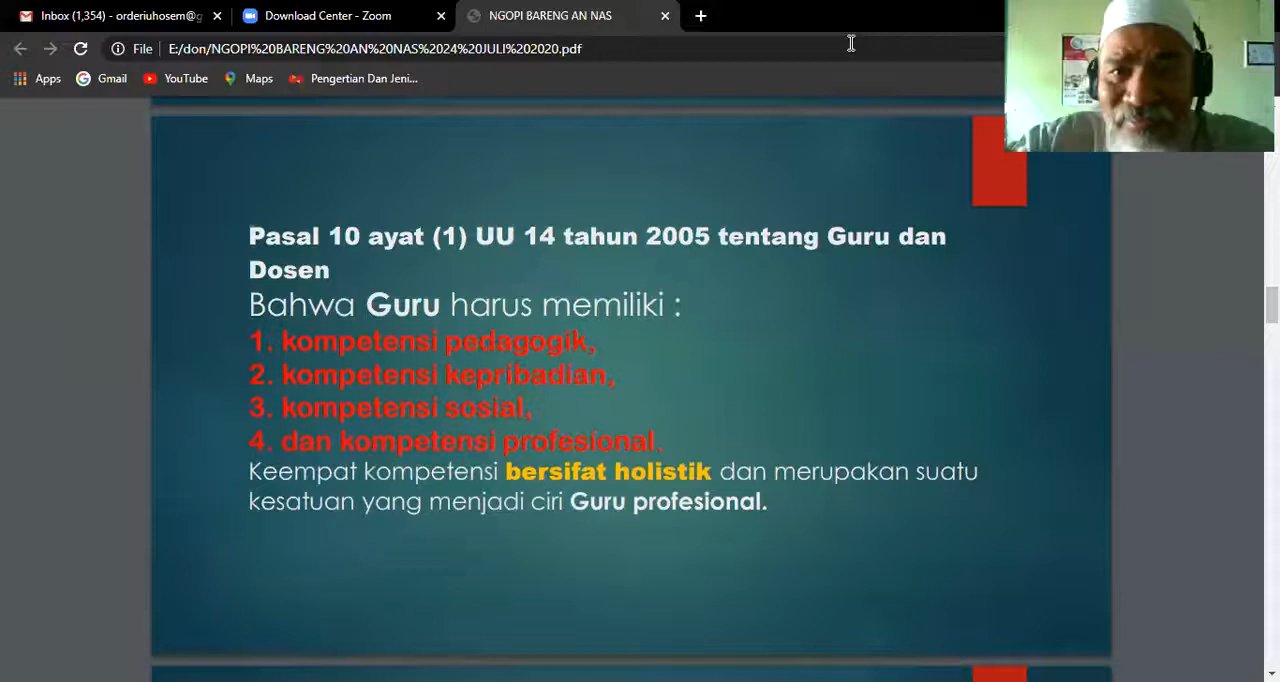 Inbox (1,354) - orderiuhosem@g
Download Center - Zoom
NGOPI BARENG AN NAS
File
E:/don/NGOPI%20BARENG%20AN%20NAS%2024%20JULI%202020.pdf
Apps
Gmail
YouTube
Maps
Pengertian Dan Jeni...
Pasal 10 ayat (1) UU 14 tahun 2005 tentang Guru dan
Dosen
Bahwa Guru harus memiliki :
1. kompetensi pedagogik,
2. kompetensi kepribadian,
3. kompetensi sosial,
4. dan kompetensi profesional.
Keempat kompetensi bersifat holistik dan merupakan suatu
kesatuan yang menjadi ciri Guru profesional.